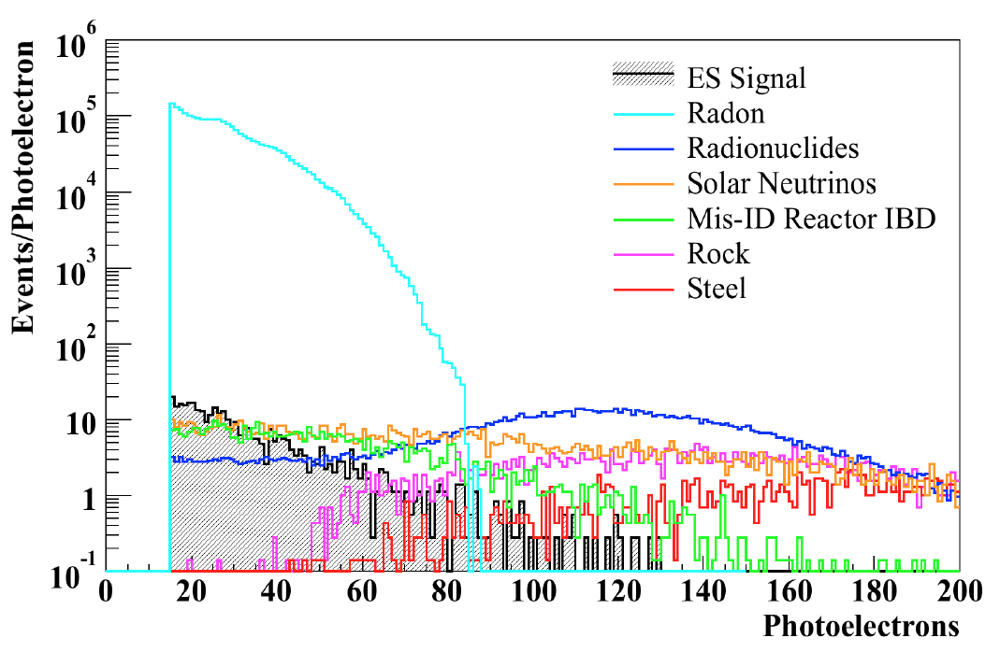 Events/Photoelectron
10^6
10^5
10^4
10^3
10^2
10
1
10^-1
ES Signal
Radon
Radionuclides
Solar Neutrinos
Mis-ID Reactor IBD
Rock
Steel
0 20 40 60 80 100 120 140 160 180 200
Photoelectrons